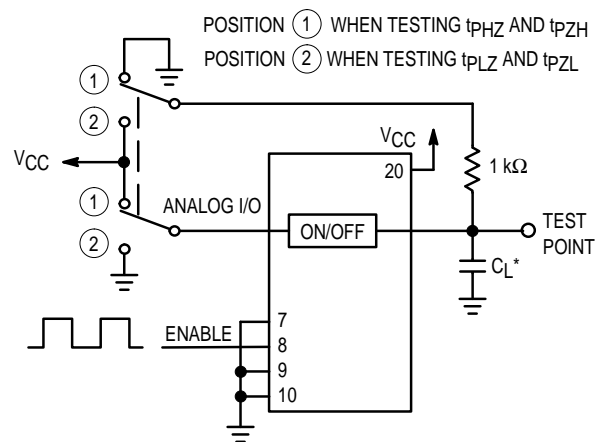 POSITION 1 WHEN TESTING tPHZ AND tPZH
POSITION 2 WHEN TESTING tPLZ AND tPZL
1
2
VCC
1
2
ANALOG I/O
ON/OFF
VCC
20
1 kΩ
TEST
POINT
CL*
ENABLE
7
8
9
10